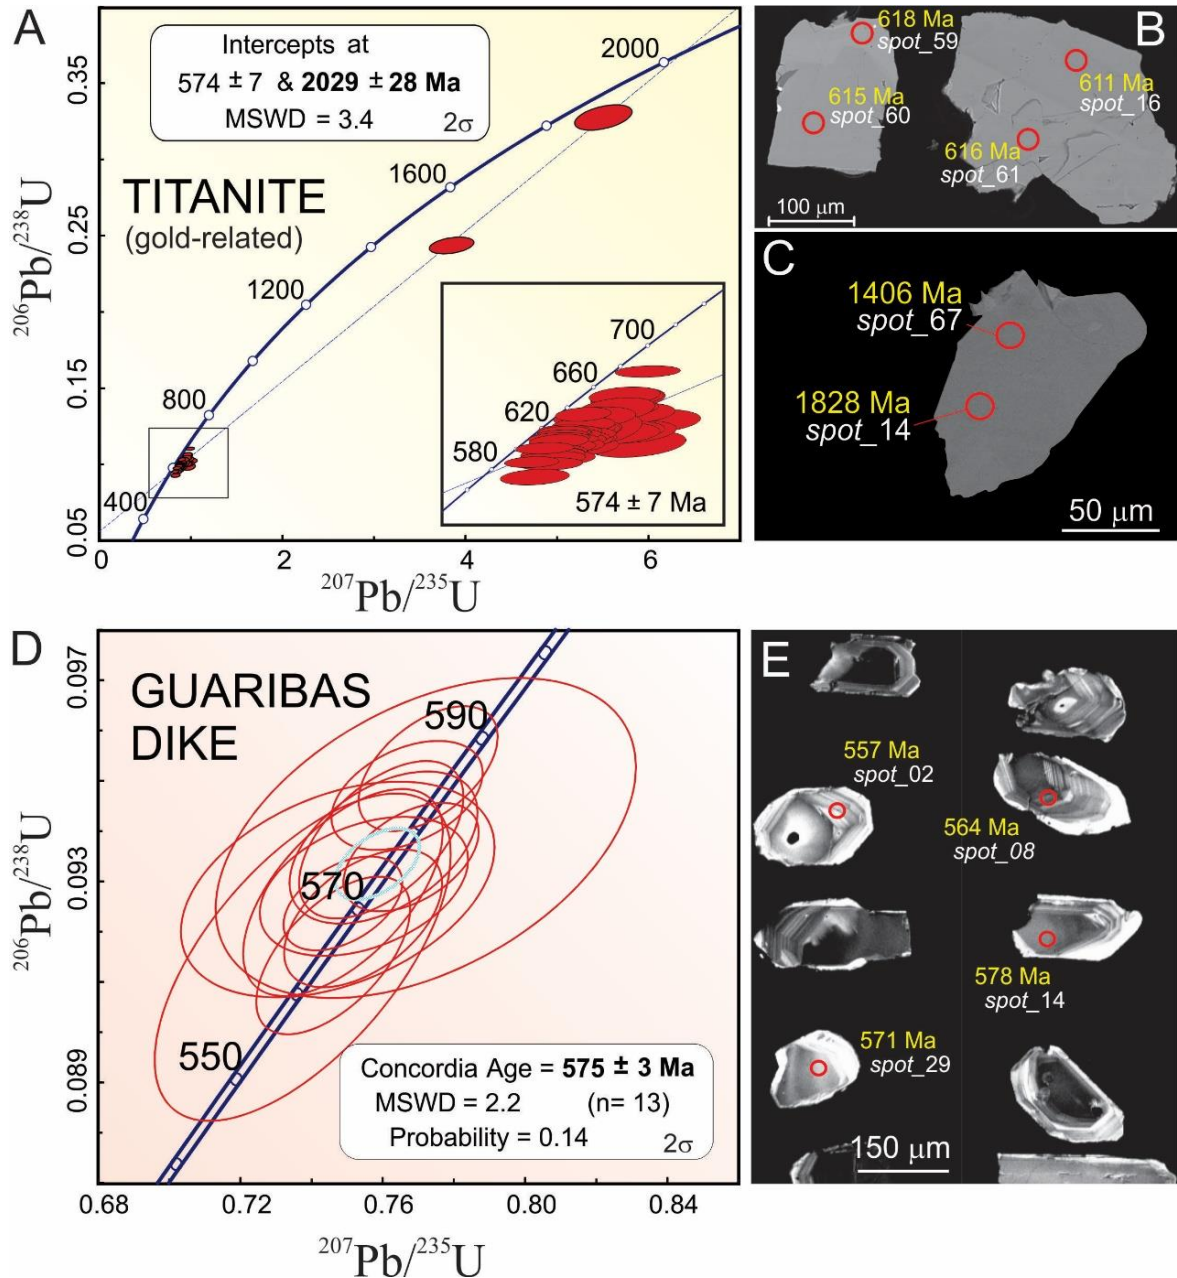 A
Intercepts at
574 ± 7 & 2029 ± 28 Ma
MSWD = 3.4 2σ
TITANITE
(gold-related)
2000
1600
1200
800
400
0.35
0.25
0.15
0.05
²⁰⁶Pb/²³⁸U
700
660
620
580
574 ± 7 Ma
0 2 4 6
²⁰⁷Pb/²³⁵U
B
618 Ma
spot_59
615 Ma
spot_60
611 Ma
spot_16
616 Ma
spot_61
100 μm
C
1406 Ma
spot_67
1828 Ma
spot_14
50 μm
D
GUARIBAS
DIKE
590
570
550
0.097
0.093
0.089
²⁰⁶Pb/²³⁸U
Concordia Age = 575 ± 3 Ma
MSWD = 2.2 (n= 13)
Probability = 0.14 2σ
0.68 0.72 0.76 0.80 0.84
²⁰⁷Pb/²³⁵U
E
557 Ma
spot_02
564 Ma
spot_08
578 Ma
spot_14
571 Ma
spot_29
150 μm